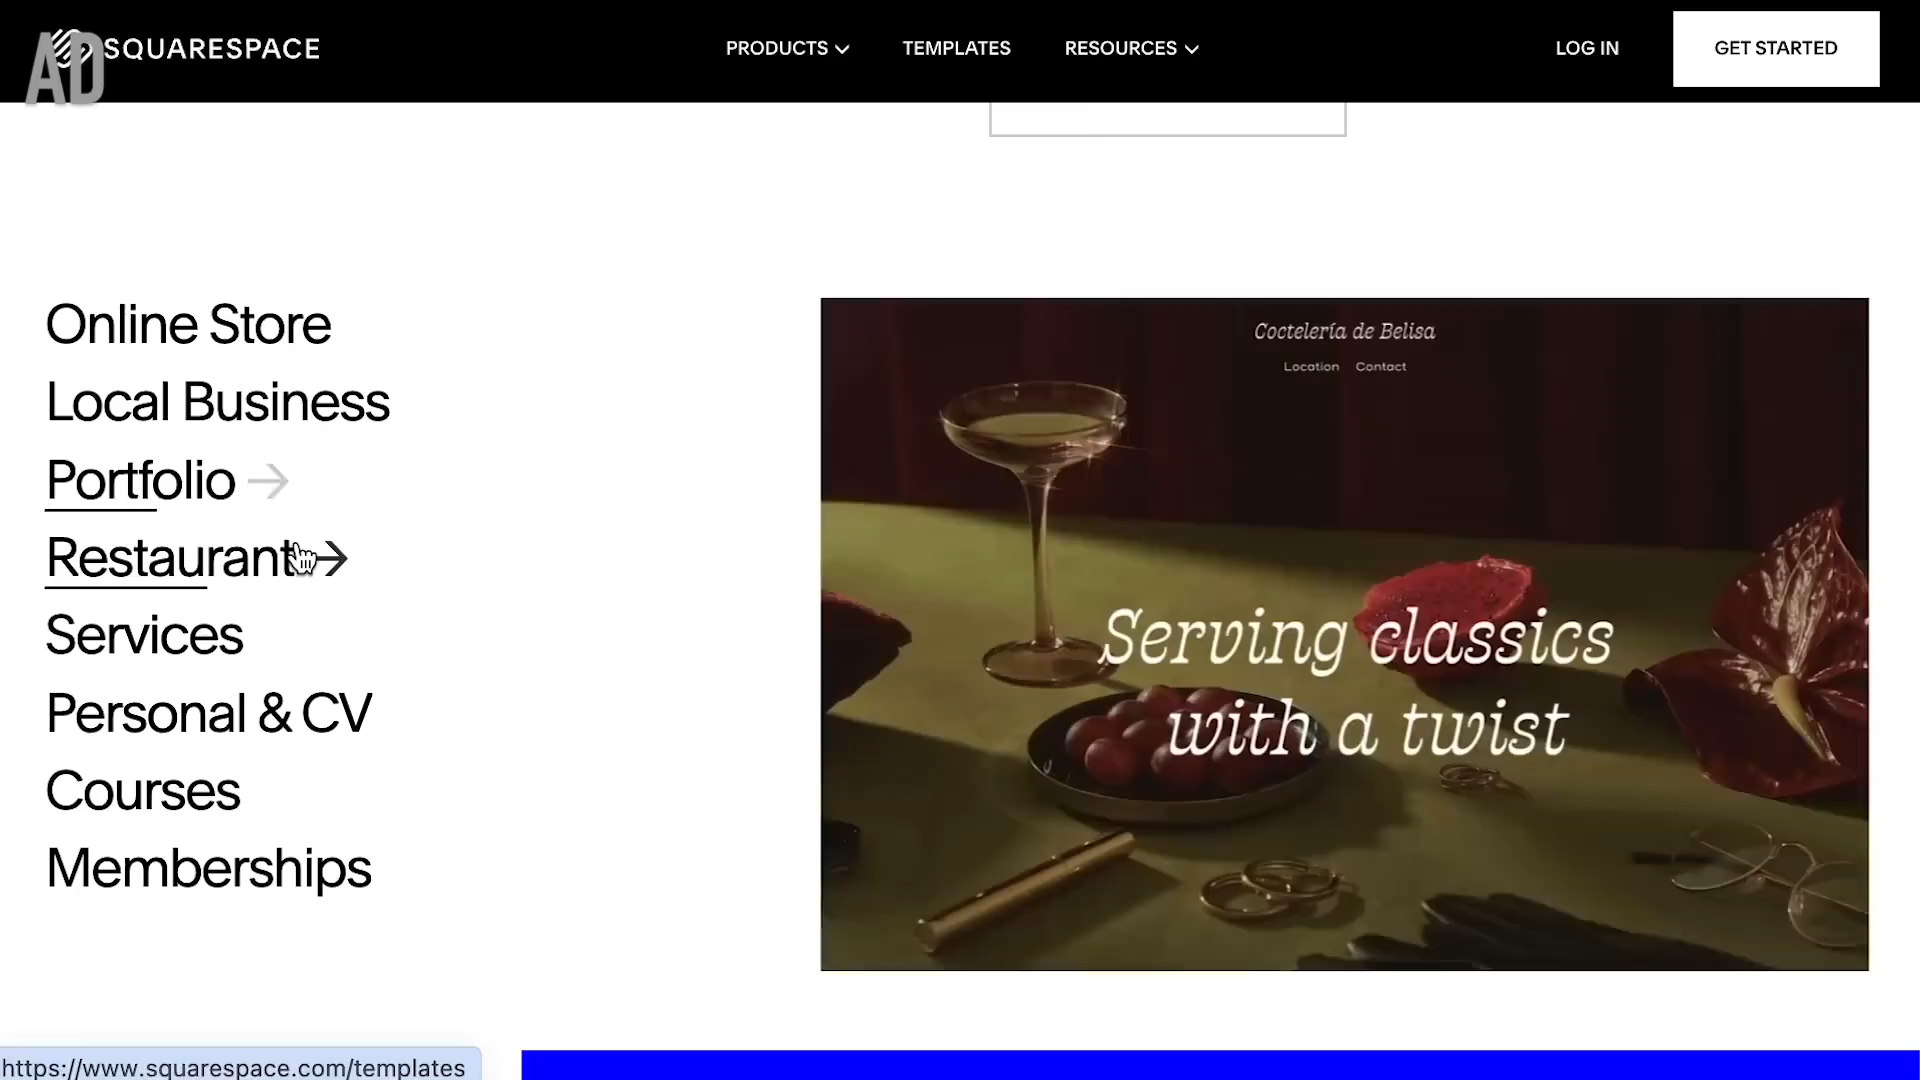 AD
SQUARESPACE
PRODUCTS
TEMPLATES
RESOURCES
LOG IN
GET STARTED
Online Store
Local Business
Portfolio
Restaurant
Services
Personal & CV
Courses
Memberships
Coctelería de Belisa
Location Contact
Serving classics
with a twist
https://www.squarespace.com/templates